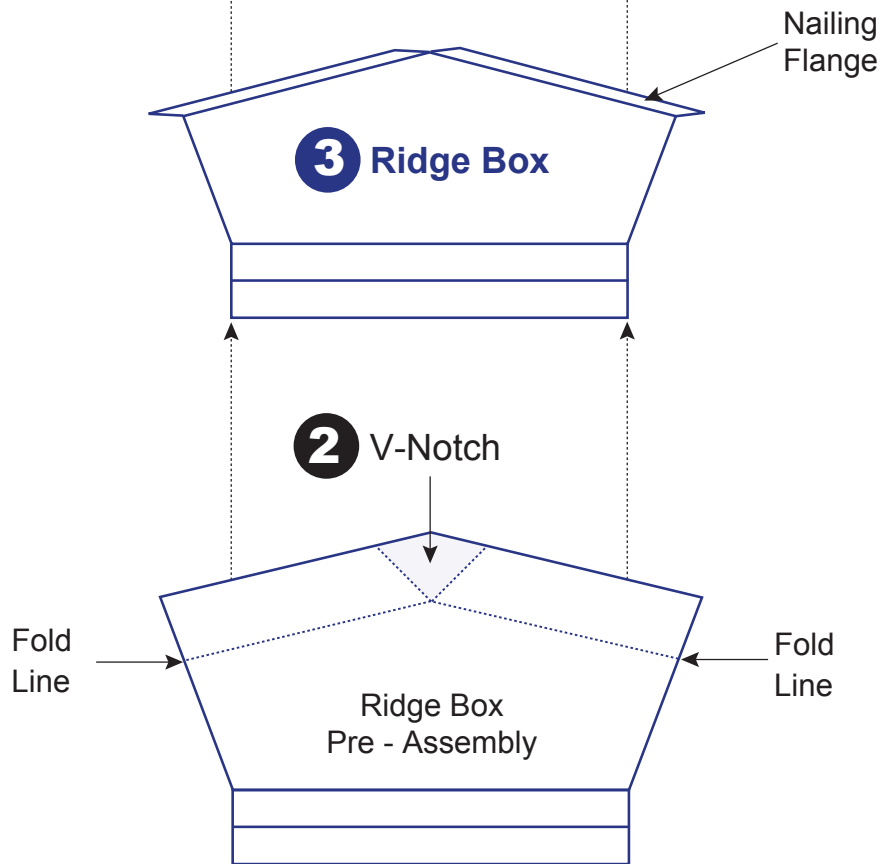 Nailing
Flange
3 Ridge Box
2 V-Notch
Fold
Line
Fold
Line
Ridge Box
Pre - Assembly